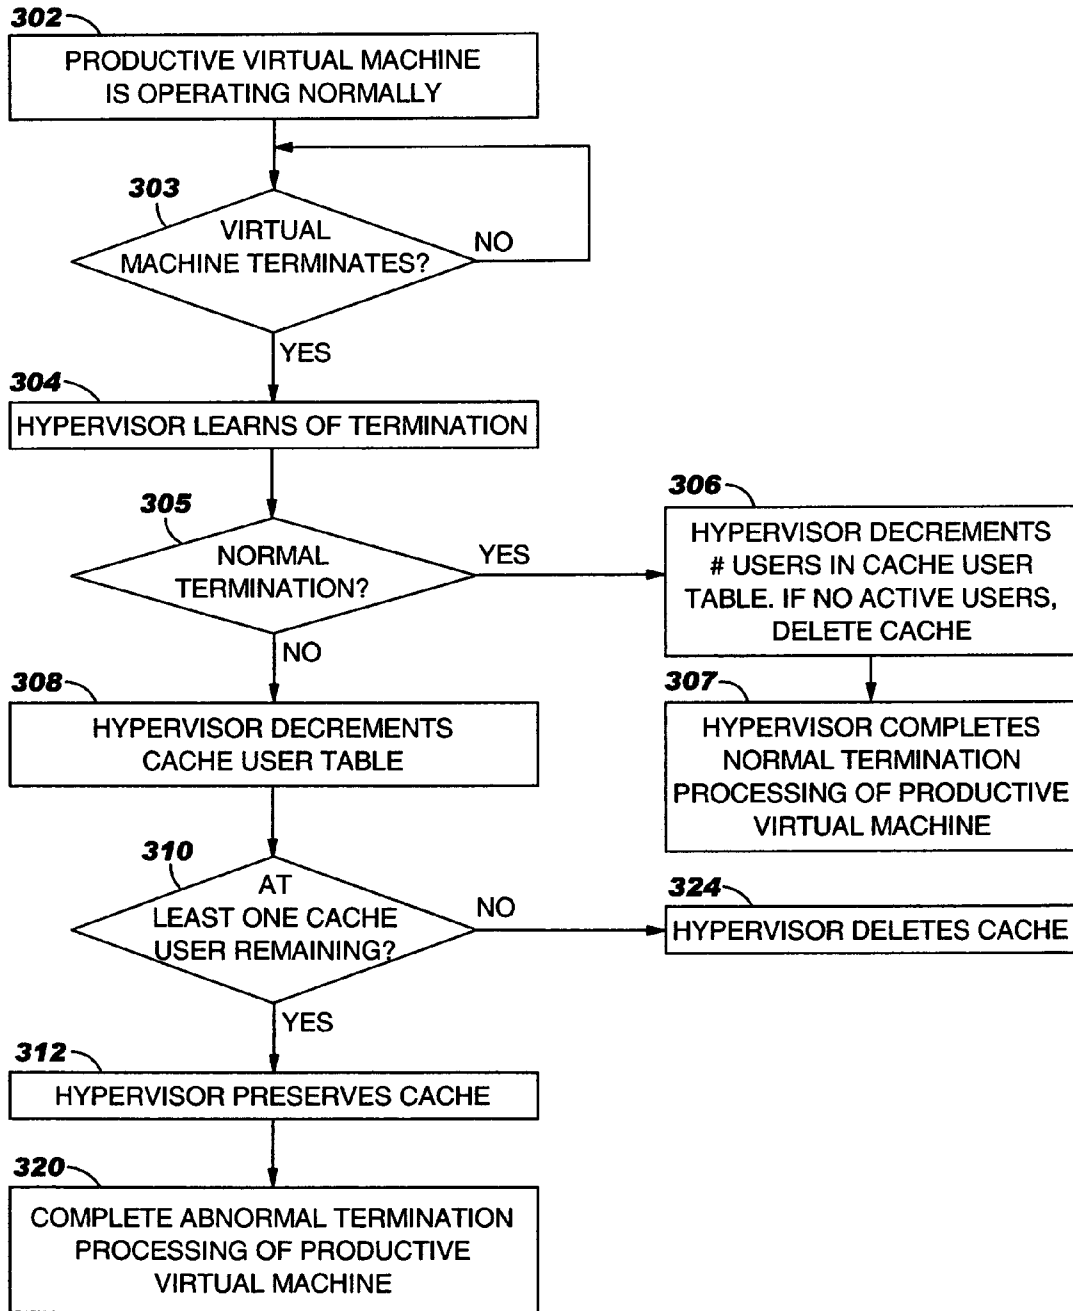 302
PRODUCTIVE VIRTUAL MACHINE
IS OPERATING NORMALLY
303
VIRTUAL
MACHINE TERMINATES?
NO
YES
304
HYPERVISOR LEARNS OF TERMINATION
305
NORMAL
TERMINATION?
YES
NO
306
HYPERVISOR DECREMENTS
# USERS IN CACHE USER
TABLE. IF NO ACTIVE USERS,
DELETE CACHE
307
HYPERVISOR COMPLETES
NORMAL TERMINATION
PROCESSING OF PRODUCTIVE
VIRTUAL MACHINE
308
HYPERVISOR DECREMENTS
CACHE USER TABLE
310
AT
LEAST ONE CACHE
USER REMAINING?
NO
YES
324
HYPERVISOR DELETES CACHE
312
HYPERVISOR PRESERVES CACHE
320
COMPLETE ABNORMAL TERMINATION
PROCESSING OF PRODUCTIVE
VIRTUAL MACHINE